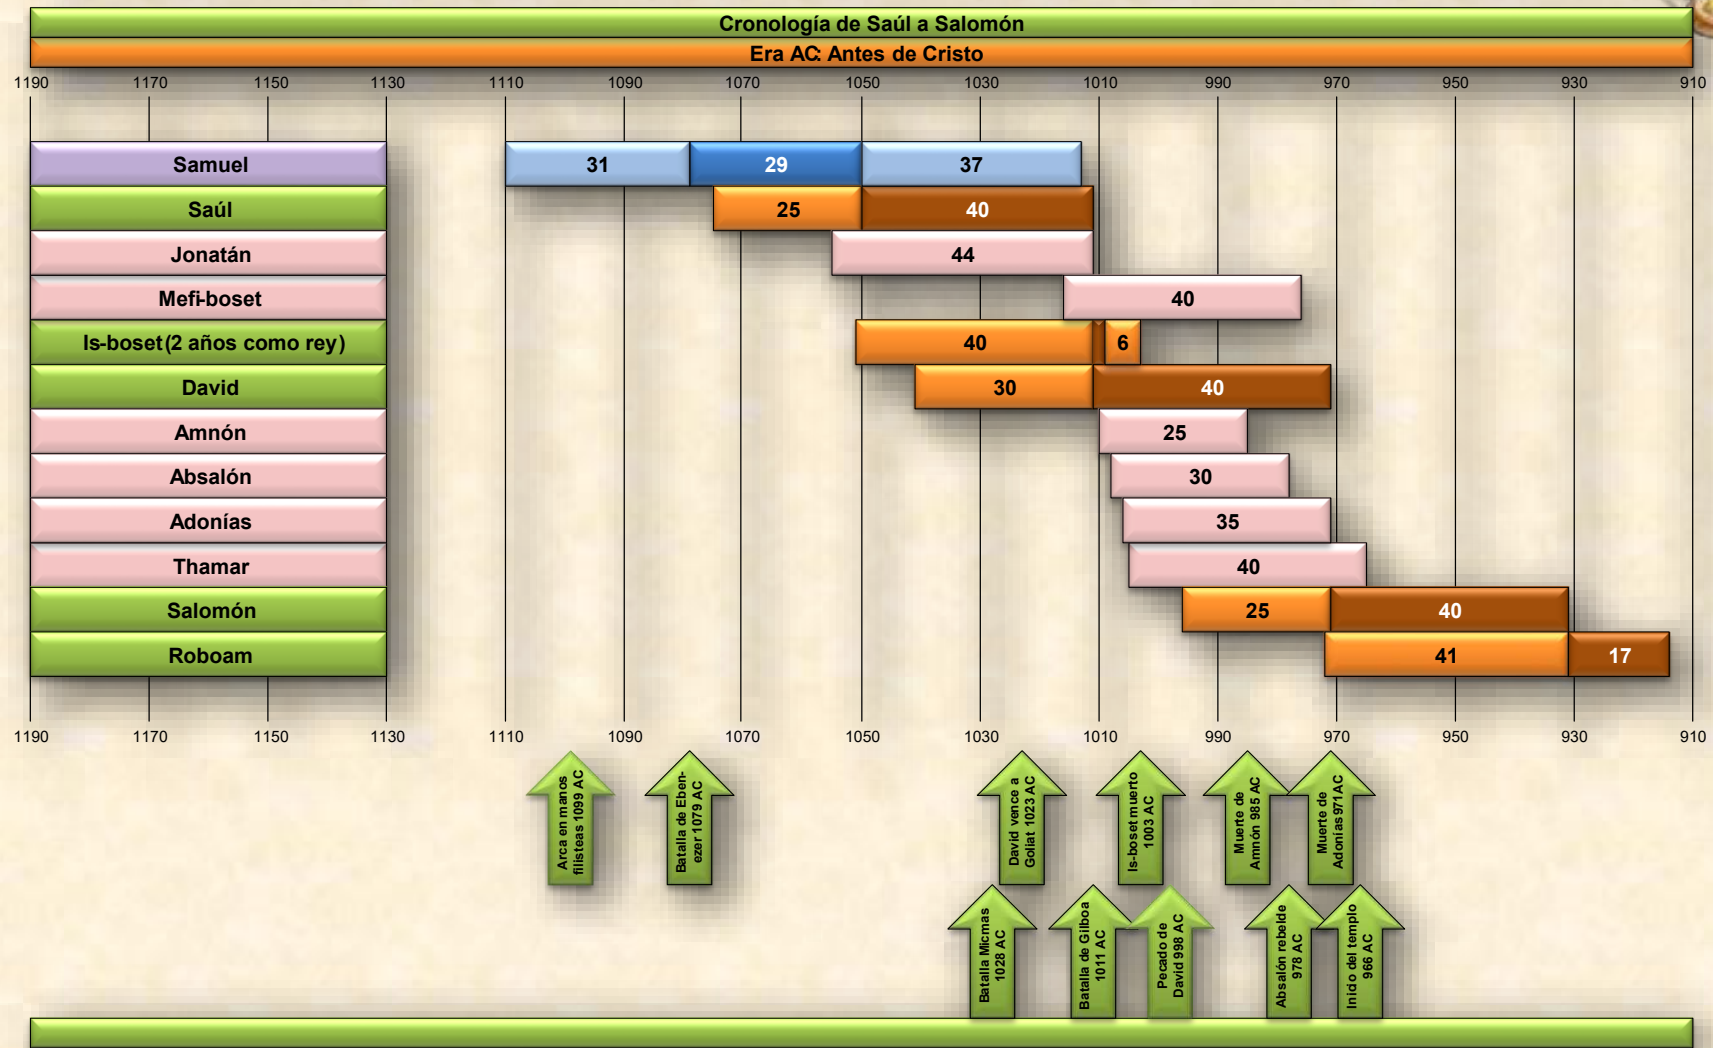 Cronología de Saúl a Salomón
Era AC: Antes de Cristo
1190 1170 1150 1130 1110 1090 1070 1050 1030 1010 990 970 950 930 910
Samuel 31 29 37
Saúl 25 40
Jonatán 44
Mefi-boset 40
Is-boset (2 años como rey) 40 6
David 30 40
Amnón 25
Absalón 30
Adonías 35
Thamar 40
Salomón 25 40
Roboam 41 17
1190 1170 1150 1130 1110 1090 1070 1050 1030 1010 990 970 950 930 910
Arca en manos
filisteas 1099 AC
Batalla de Eben-
ezer 1079 AC
David vence a
Goliat 1023 AC
Is-boset muerto
1003 AC
Muerte de
Amnón 985 AC
Muerte de
Adonías 971 AC
Batalla Micmas
1028 AC
Batalla de Gilboa
1011 AC
Pecado de
David 998 AC
Absalón rebelde
978 AC
Inicio del templo
966 AC